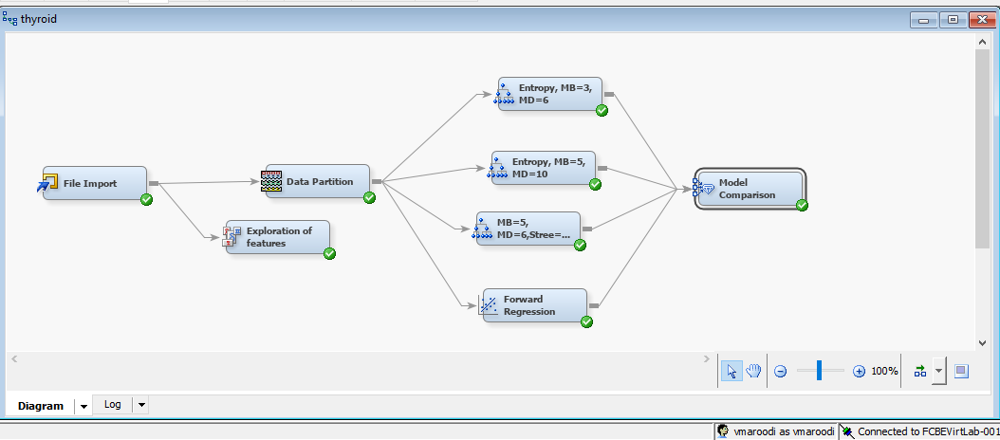 thyroid
Entropy, MB=3,
MD=6
Entropy, MB=5,
MD=10
File Import
Data Partition
Model
Comparison
Exploration of
features
MB=5,
MD=6,Stree=...
Forward
Regression
100%
Diagram
Log
vmaroodi as vmaroodi
Connected to FCBEVirtLab-001